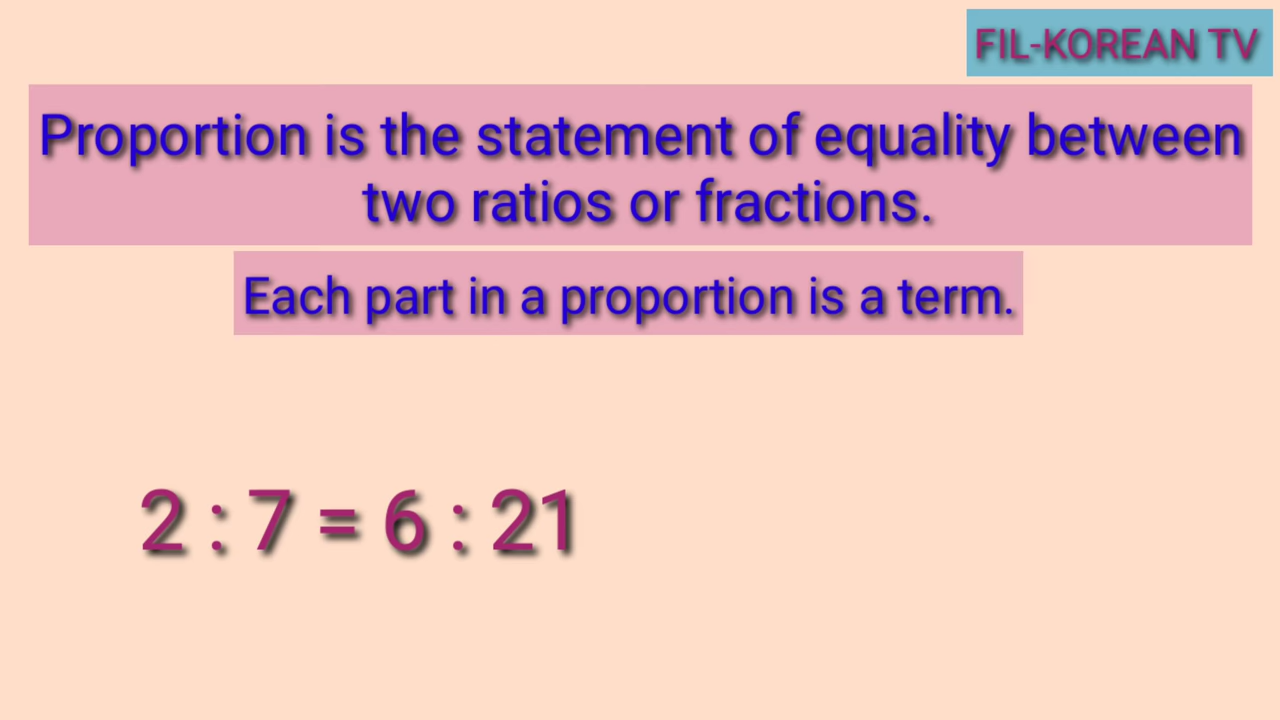 FIL-KOREAN TV
Proportion is the statement of equality between
two ratios or fractions.
Each part in a proportion is a term.
2 : 7 = 6 : 21